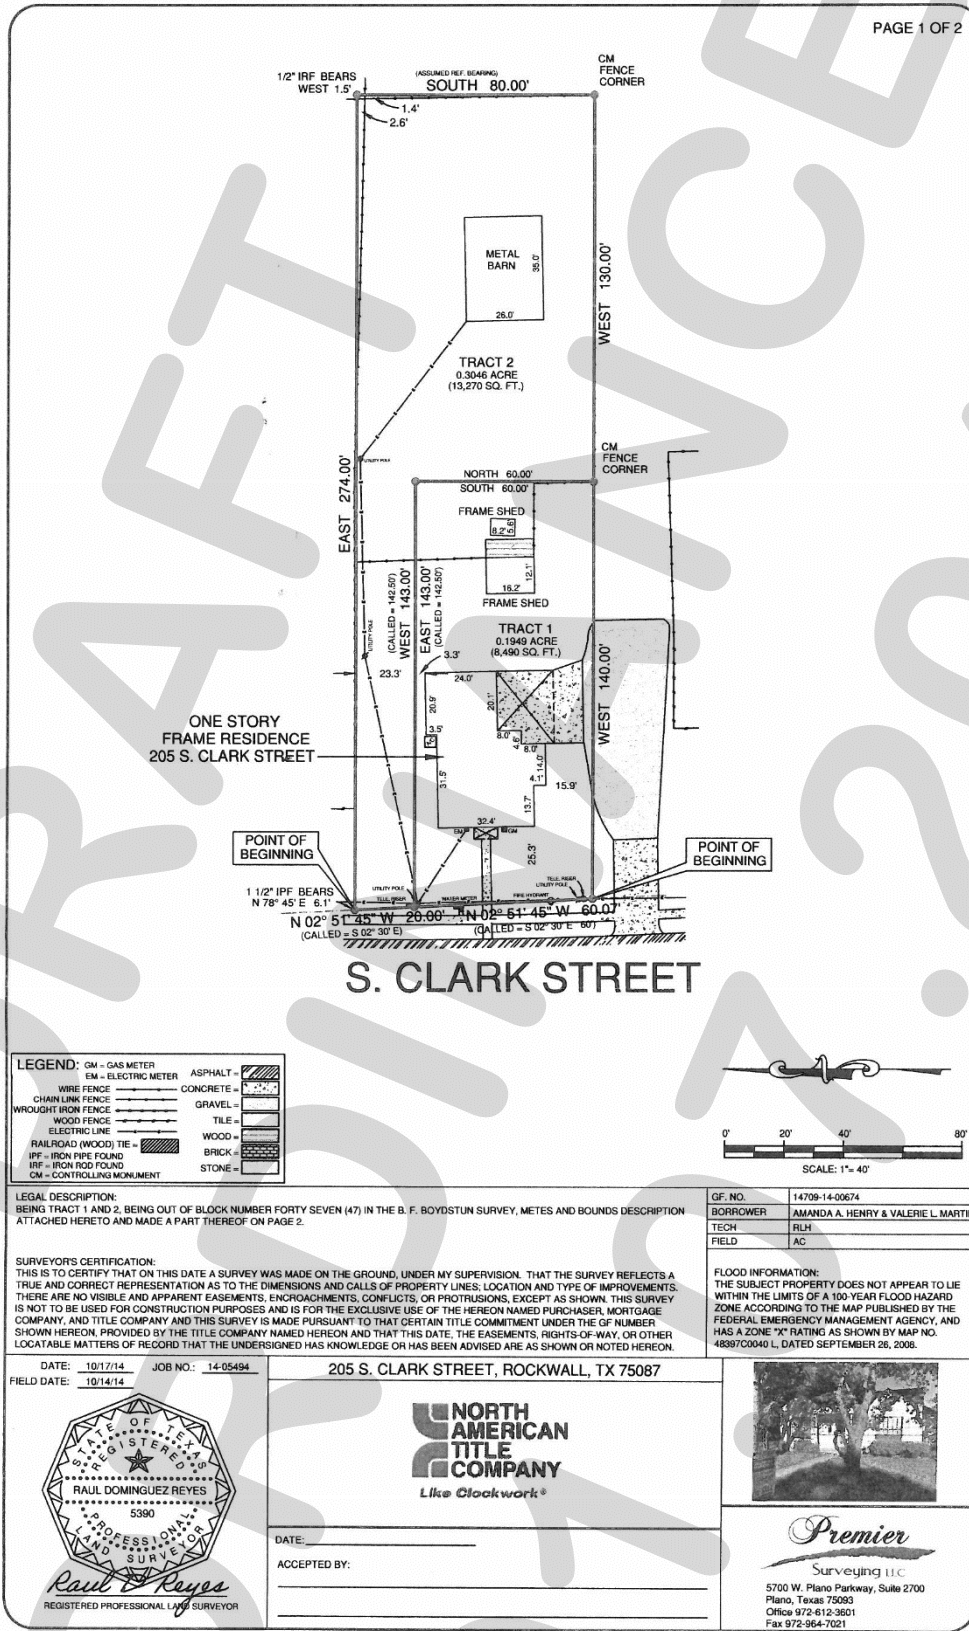 PAGE 1 OF 2
1/2" IRF BEARS
WEST 1.5'
(ASSUMED REF. BEARING)
SOUTH 80.00'
CM
FENCE
CORNER
1.4'
2.6'
METAL
BARN
35.0'
26.0'
WEST 130.00'
TRACT 2
0.3046 ACRE
(13,270 SQ. FT.)
UTILITY POLE
CM
FENCE
CORNER
EAST 274.00'
NORTH 60.00'
SOUTH 60.00'
FRAME SHED
8.2'
5.6'
12.1'
16.2'
FRAME SHED
(CALLED = 142.50')
WEST 143.00'
EAST 143.00'
(CALLED = 142.50')
UTILITY POLE
TRACT 1
0.1949 ACRE
(8,490 SQ. FT.)
3.3'
23.3'
24.0'
20.9'
20.1'
WEST 140.00'
ONE STORY
FRAME RESIDENCE
205 S. CLARK STREET
3.5'
8.0'
4.6'
8.0'
14.0'
4.1'
15.9'
31.5'
13.7'
32.4'
EM
GM
25.3'
POINT OF
BEGINNING
POINT OF
BEGINNING
1 1/2" IPF BEARS
N 78° 45' E 6.1'
UTILITY POLE
TELE. RISER
WATER METER
FIRE HYDRANT
TELE. RISER
UTILITY POLE
N 02° 51' 45" W 20.00'
N 02° 51' 45" W 60.07'
(CALLED = S 02° 30' E)
(CALLED = S 02° 30' E 60')
S. CLARK STREET
LEGEND: GM = GAS METER
EM = ELECTRIC METER
WIRE FENCE
CHAIN LINK FENCE
WROUGHT IRON FENCE
WOOD FENCE
ELECTRIC LINE
RAILROAD (WOOD) TIE =
IPF = IRON PIPE FOUND
IRF = IRON ROD FOUND
CM = CONTROLLING MONUMENT
ASPHALT =
CONCRETE =
GRAVEL =
TILE =
WOOD =
BRICK =
STONE =
0' 20' 40' 80'
SCALE: 1"= 40'
LEGAL DESCRIPTION:
BEING TRACT 1 AND 2, BEING OUT OF BLOCK NUMBER FORTY SEVEN (47) IN THE B. F. BOYDSTUN SURVEY, METES AND BOUNDS DESCRIPTION
ATTACHED HERETO AND MADE A PART THEREOF ON PAGE 2.
GF. NO. 14709-14-00674
BORROWER AMANDA A. HENRY & VALERIE L. MARTI
TECH RLH
FIELD AC
SURVEYOR'S CERTIFICATION:
THIS IS TO CERTIFY THAT ON THIS DATE A SURVEY WAS MADE ON THE GROUND, UNDER MY SUPERVISION. THAT THE SURVEY REFLECTS A
TRUE AND CORRECT REPRESENTATION AS TO THE DIMENSIONS AND CALLS OF PROPERTY LINES; LOCATION AND TYPE OF IMPROVEMENTS.
THERE ARE NO VISIBLE AND APPARENT EASEMENTS, ENCROACHMENTS, CONFLICTS, OR PROTRUSIONS, EXCEPT AS SHOWN. THIS SURVEY
IS NOT TO BE USED FOR CONSTRUCTION PURPOSES AND IS FOR THE EXCLUSIVE USE OF THE HEREON NAMED PURCHASER, MORTGAGE
COMPANY, AND TITLE COMPANY AND THIS SURVEY IS MADE PURSUANT TO THAT CERTAIN TITLE COMMITMENT UNDER THE GF NUMBER
SHOWN HEREON, PROVIDED BY THE TITLE COMPANY NAMED HEREON AND THAT THIS DATE, THE EASEMENTS, RIGHTS-OF-WAY, OR OTHER
LOCATABLE MATTERS OF RECORD THAT THE UNDERSIGNED HAS KNOWLEDGE OR HAS BEEN ADVISED ARE AS SHOWN OR NOTED HEREON.
FLOOD INFORMATION:
THE SUBJECT PROPERTY DOES NOT APPEAR TO LIE
WITHIN THE LIMITS OF A 100-YEAR FLOOD HAZARD
ZONE ACCORDING TO THE MAP PUBLISHED BY THE
FEDERAL EMERGENCY MANAGEMENT AGENCY, AND
HAS A ZONE "X" RATING AS SHOWN BY MAP NO.
48397C0040 L, DATED SEPTEMBER 26, 2008.
DATE: 10/17/14 JOB NO.: 14-05494
FIELD DATE: 10/14/14
205 S. CLARK STREET, ROCKWALL, TX 75087
STATE OF TEXAS
REGISTERED
RAUL DOMINGUEZ REYES
5390
PROFESSIONAL
LAND SURVEYOR
Raul D Reyes
REGISTERED PROFESSIONAL LAND SURVEYOR
NORTH
AMERICAN
TITLE
COMPANY
Like Clockwork®
DATE:
ACCEPTED BY:
Premier
Surveying LLC
5700 W. Plano Parkway, Suite 2700
Plano, Texas 75093
Office 972-612-3601
Fax 972-964-7021
DRAFT